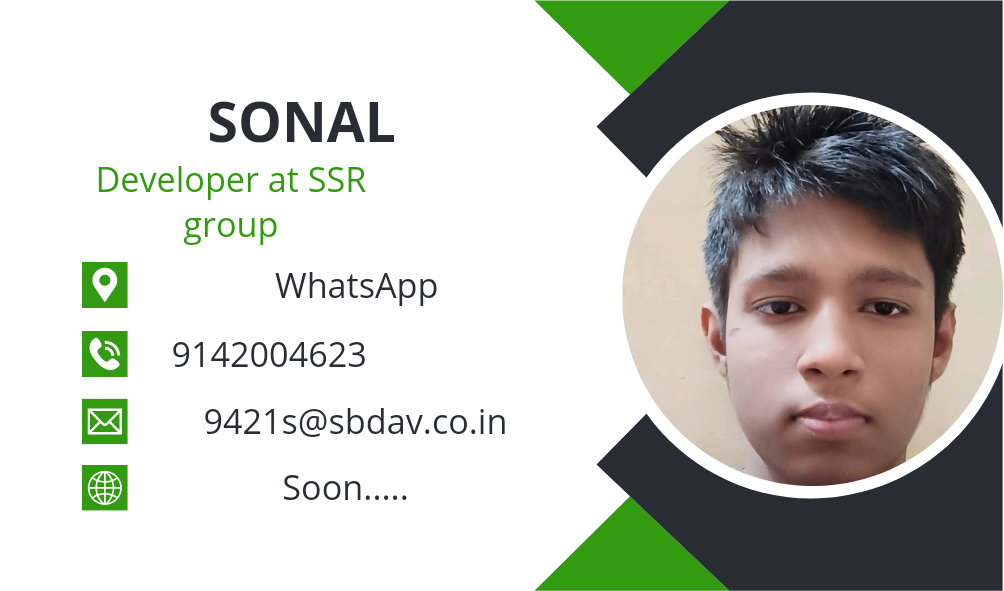 SONAL
Developer at SSR
group
WhatsApp
9142004623
9421s@sbdav.co.in
Soon.....